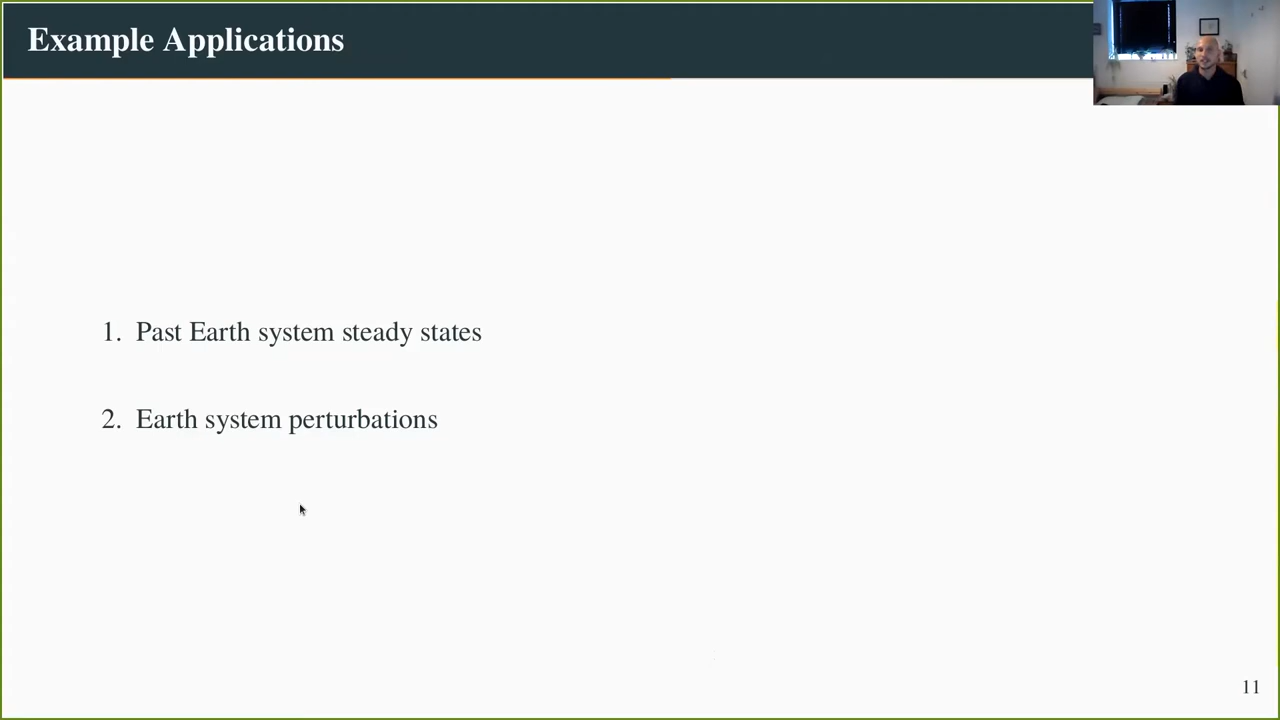 Example Applications
1. Past Earth system steady states
2. Earth system perturbations
11